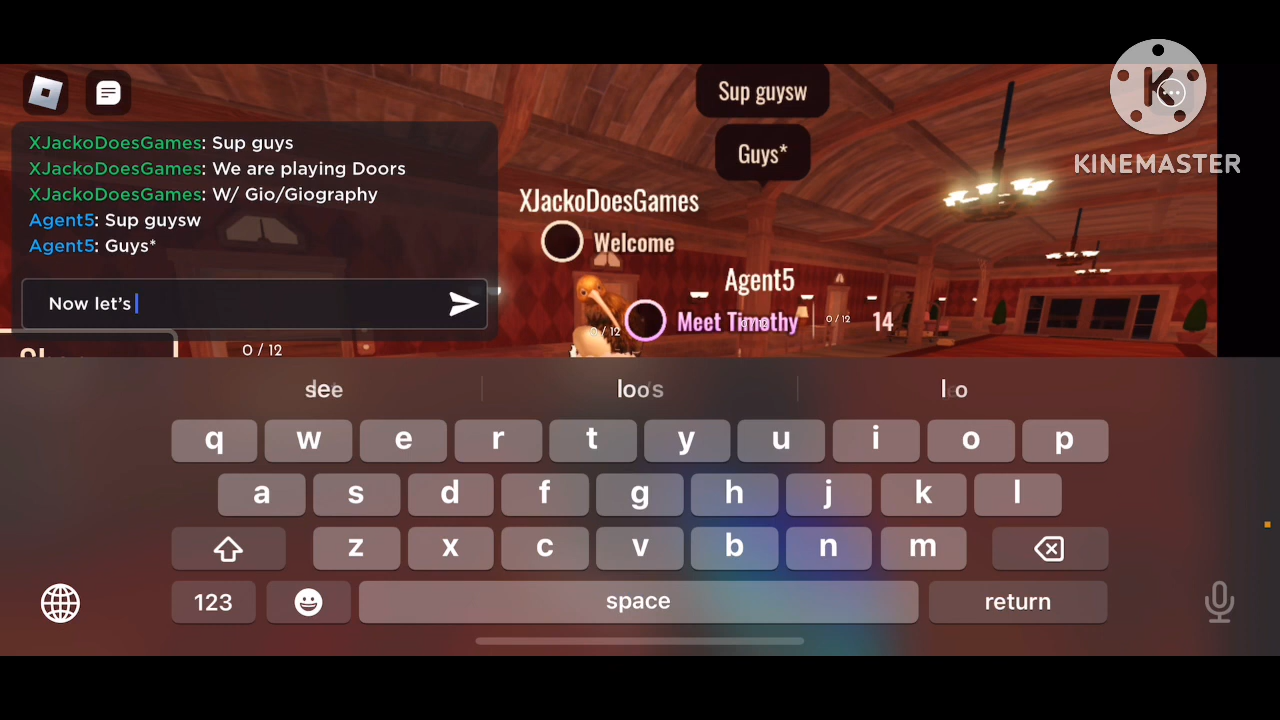 Sup guysw
Guys*
KINEMASTER
XJackoDoesGames: Sup guys
XJackoDoesGames: We are playing Doors
XJackoDoesGames: W/ Gio/Giography
Agent5: Sup guysw
Agent5: Guys*
Now let's
XJackoDoesGames
Welcome
Agent5
Meet Timothy
0 / 12
0 / 12
14
0 / 12
see
q w e r t y u i o p
a s d f g h j k l
z x c v b n m
123
space
return